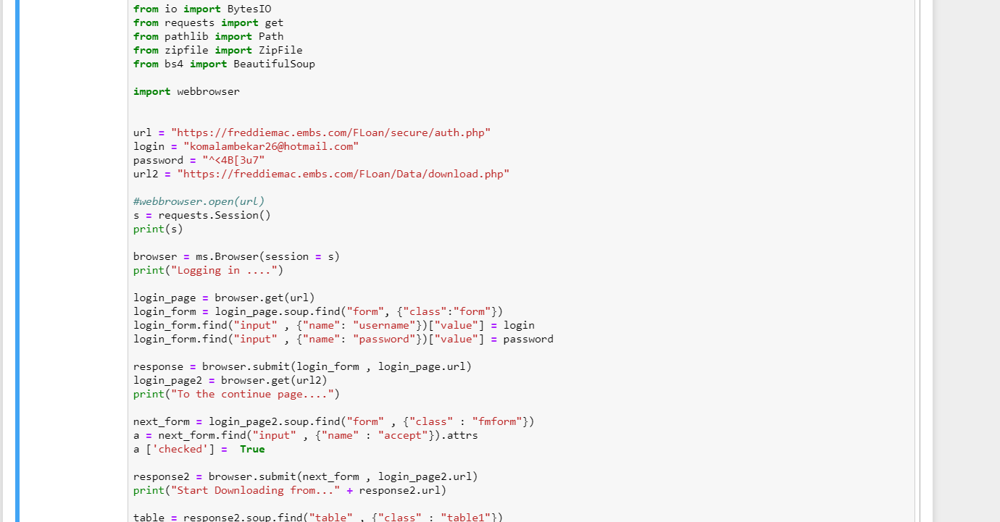 from io import BytesIO
from requests import get
from pathlib import Path
from zipfile import ZipFile
from bs4 import BeautifulSoup
import webbrowser
url = "https://freddiemac.embs.com/FLoan/secure/auth.php"
login = "komalambekar26@hotmail.com"
password = "^<4B[3u7"
url2 = "https://freddiemac.embs.com/FLoan/Data/download.php"
#webbrowser.open(url)
s = requests.Session()
print(s)
browser = ms.Browser(session = s)
print("Logging in ....")
login_page = browser.get(url)
login_form = login_page.soup.find("form", {"class":"form"})
login_form.find("input" , {"name": "username"})["value"] = login
login_form.find("input" , {"name": "password"})["value"] = password
response = browser.submit(login_form , login_page.url)
login_page2 = browser.get(url2)
print("To the continue page....")
next_form = login_page2.soup.find("form" , {"class" : "fmform"})
a = next_form.find("input" , {"name" : "accept"}).attrs
a ['checked'] =  True
response2 = browser.submit(next_form , login_page2.url)
print("Start Downloading from..." + response2.url)
table = response2.soup.find("table" , {"class" : "table1"})